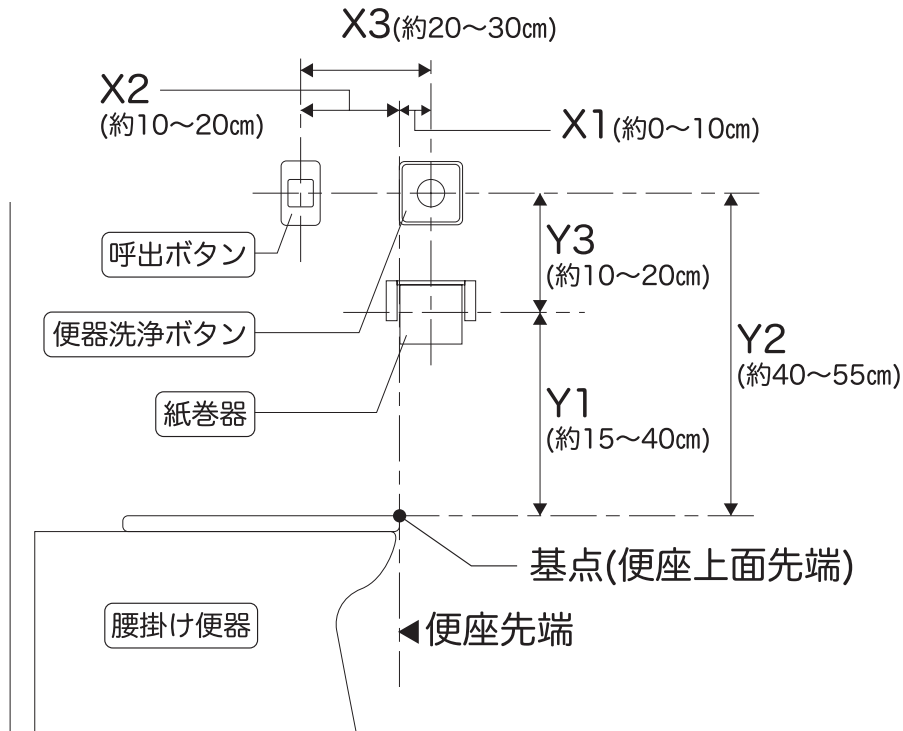 X3(約20～30㎝)
X2
(約10～20㎝)
X1(約0～10㎝)
呼出ボタン
Y3
(約10～20㎝)
便器洗浄ボタン
Y2
(約40～55㎝)
紙巻器
Y1
(約15～40㎝)
基点(便座上面先端)
腰掛け便器
◀便座先端